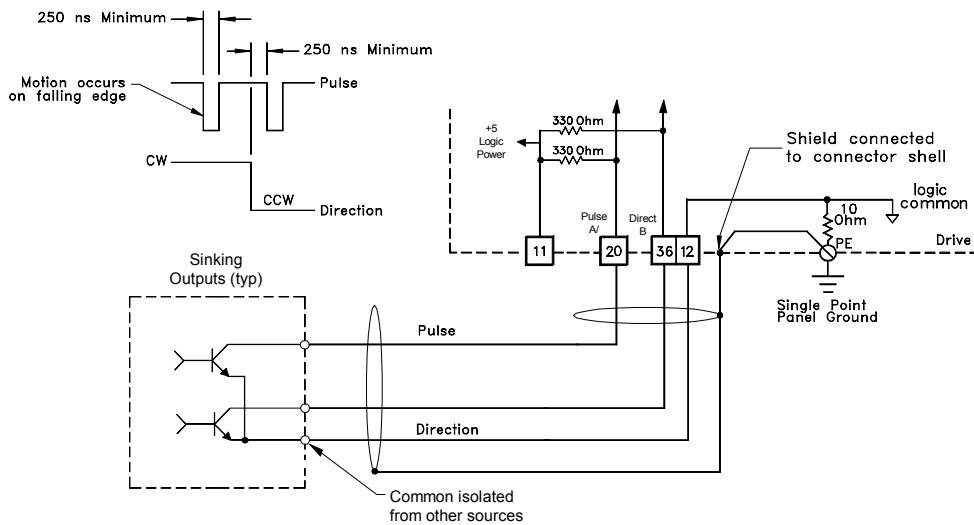 250 ns Minimum
250 ns Minimum
Pulse
Motion occurs
on falling edge
CW
CCW
Direction
330 Ohm
+5
Logic
Power
330 Ohm
Shield connected
to connector shell
logic
common
10
Ohm
PE
Drive
Pulse
A/
Direct
B
11
20
36
12
Single Point
Panel Ground
Sinking
Outputs (typ)
Pulse
Direction
Common isolated
from other sources